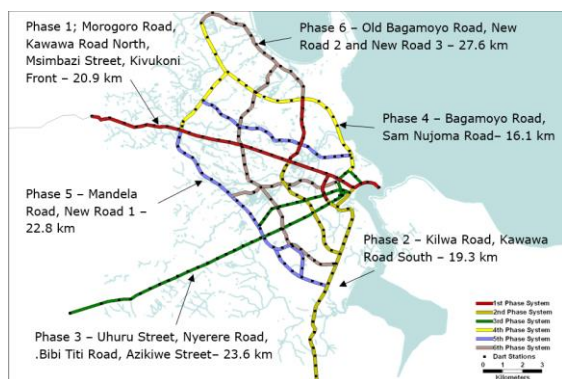 Phase 1; Morogoro Road,
Kawawa Road North,
Msimbazi Street, Kivukoni
Front – 20.9 km
Phase 6 – Old Bagamoyo Road, New
Road 2 and New Road 3 – 27.6 km
Phase 4 – Bagamoyo Road,
Sam Nujoma Road– 16.1 km
Phase 5 – Mandela
Road, New Road 1 –
22.8 km
Phase 2 – Kilwa Road, Kawawa
Road South – 19.3 km
Phase 3 – Uhuru Street, Nyerere Road,
.Bibi Titi Road, Azikiwe Street– 23.6 km
1st Phase System
2nd Phase System
3rd Phase System
4th Phase System
5th Phase System
6th Phase System
Dart Stations
0 1 2 3
kilometers